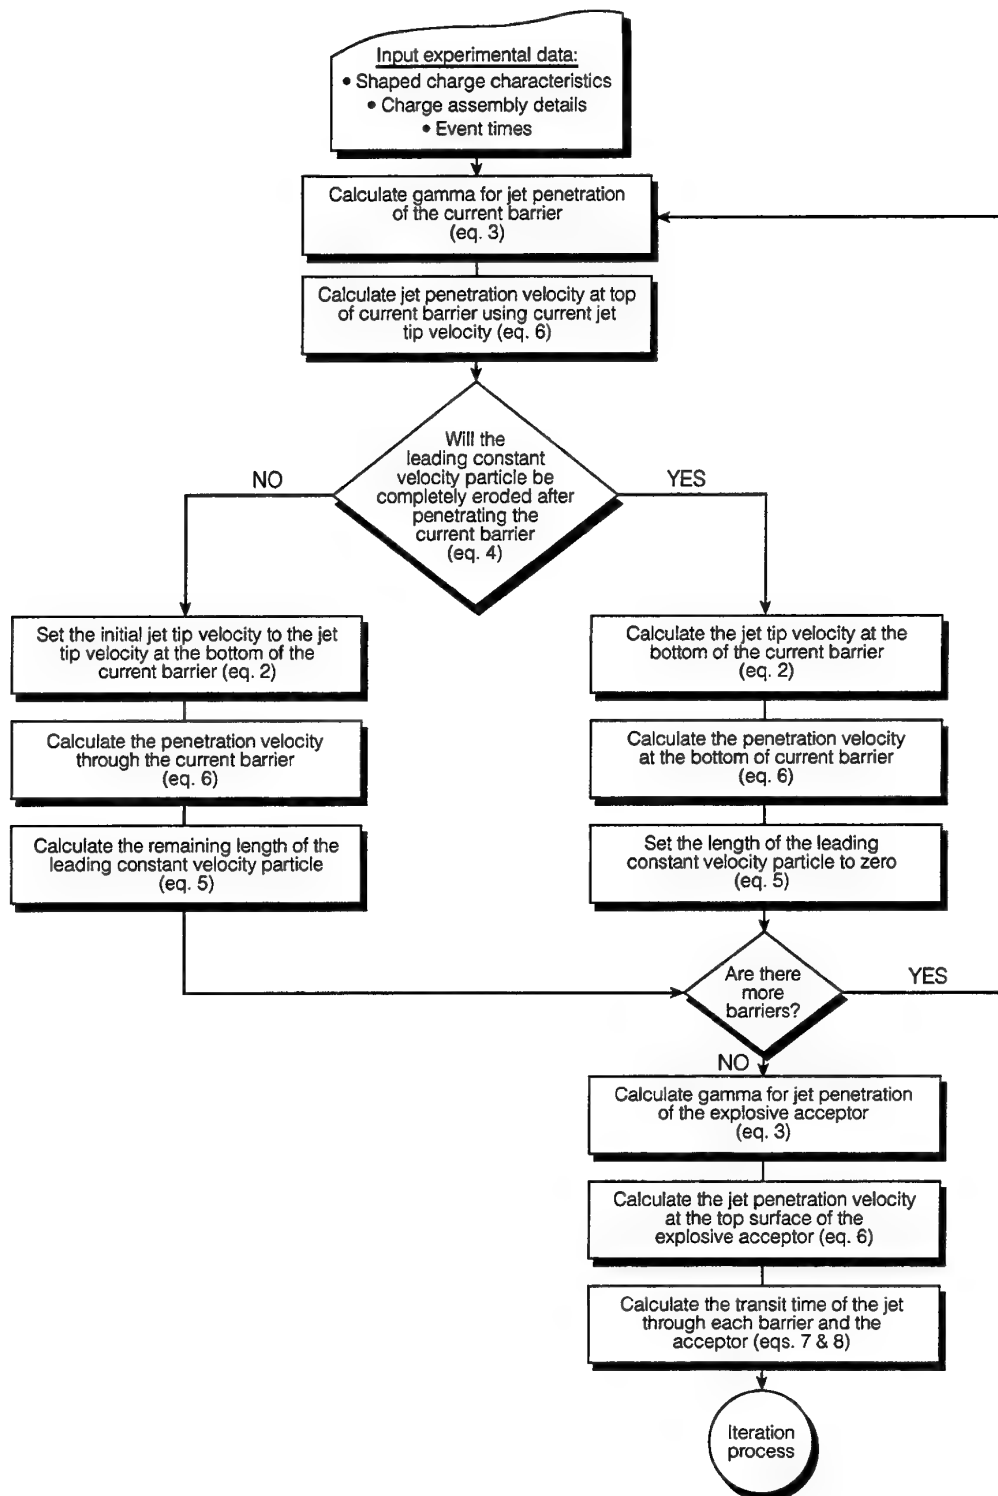 Input experimental data:
• Shaped charge characteristics
• Charge assembly details
• Event times
Calculate gamma for jet penetration
of the current barrier
(eq. 3)
Calculate jet penetration velocity at top
of current barrier using current jet
tip velocity (eq. 6)
Will the
leading constant
velocity particle be
completely eroded after
penetrating the
current barrier
(eq. 4)
NO
YES
Set the initial jet tip velocity to the jet
tip velocity at the bottom of the
current barrier (eq. 2)
Calculate the penetration velocity
through the current barrier
(eq. 6)
Calculate the remaining length of the
leading constant velocity particle
(eq. 5)
Calculate the jet tip velocity at the
bottom of the current barrier
(eq. 2)
Calculate the penetration velocity
at the bottom of current barrier
(eq. 6)
Set the length of the leading
constant velocity particle to zero
(eq. 5)
Are there
more
barriers?
YES
NO
Calculate gamma for jet penetration
of the explosive acceptor
(eq. 3)
Calculate the jet penetration velocity
at the top surface of the
explosive acceptor (eq. 6)
Calculate the transit time of the jet
through each barrier and the
acceptor (eqs. 7 & 8)
Iteration
process